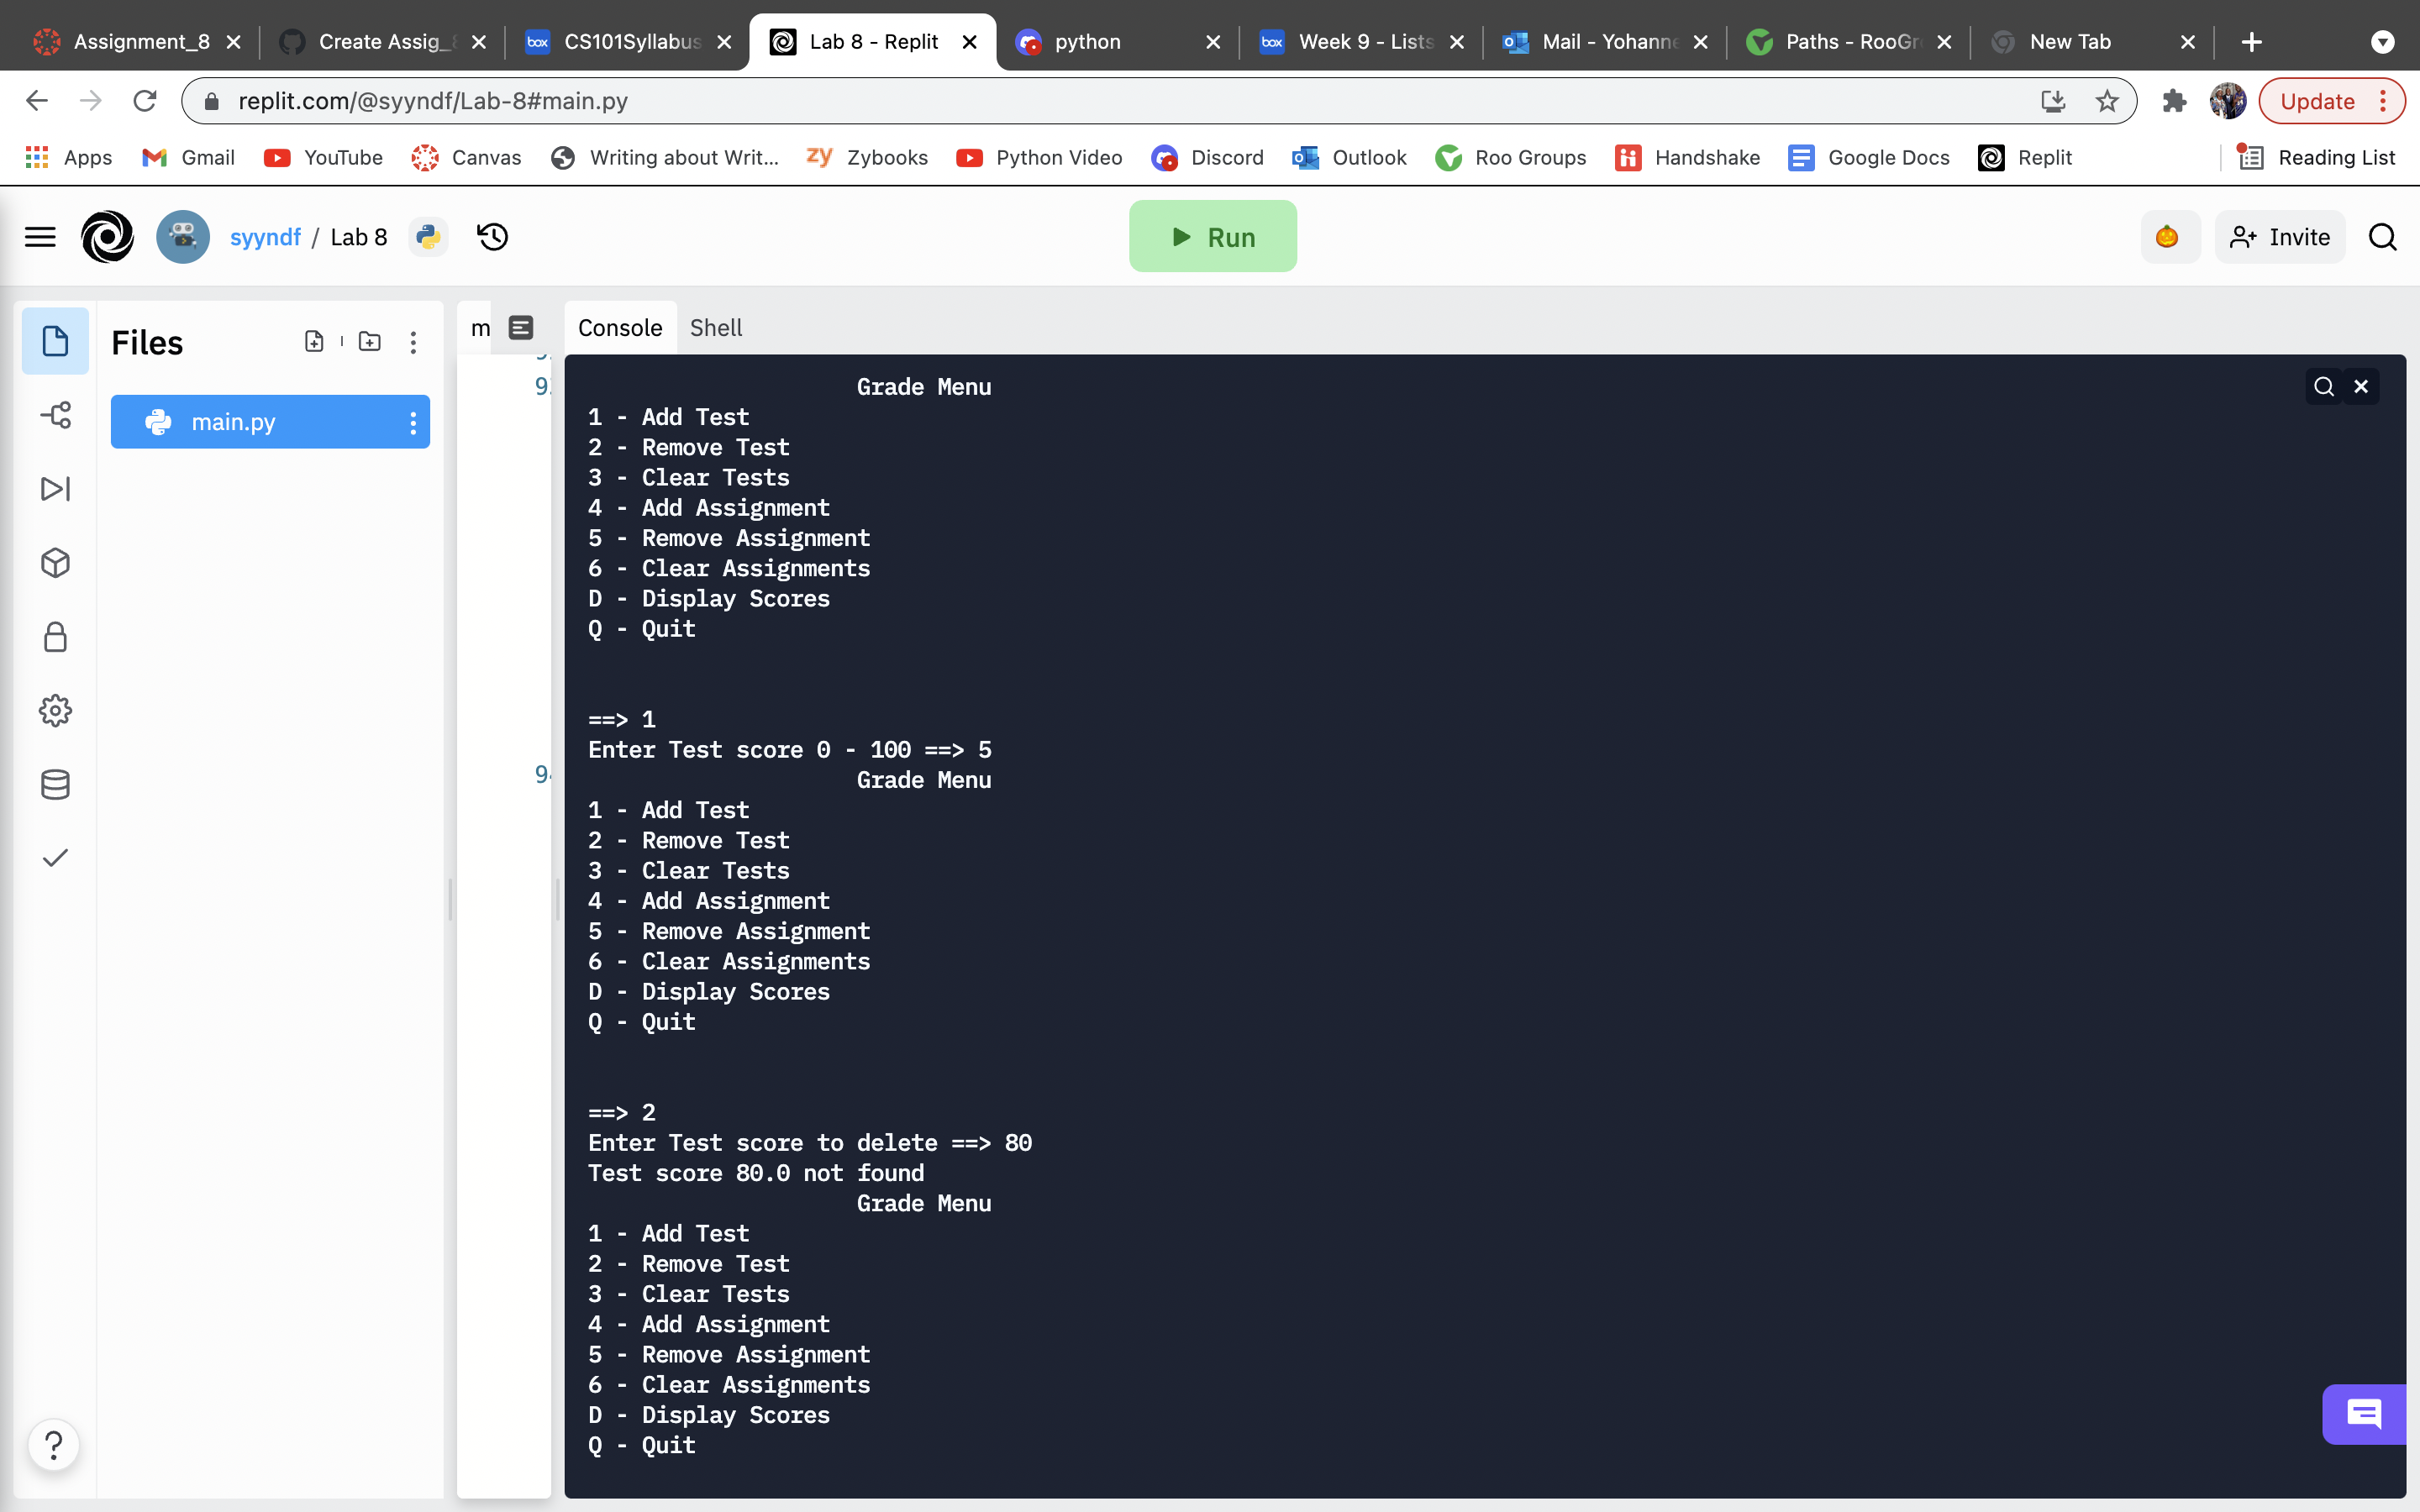 Assignment_8
Create Assig_8
CS101Syllabus
Lab 8 - Replit
python
Week 9 - Lists
Mail - Yohanne
Paths - RooGr
New Tab
replit.com/@syyndf/Lab-8#main.py
Update
Apps
Gmail
YouTube
Canvas
Writing about Writ...
zy Zybooks
Python Video
Discord
Outlook
Roo Groups
Handshake
Google Docs
Replit
Reading List
syyndf / Lab 8
Run
Invite
Files
m
Console
Shell
main.py
Grade Menu
1 - Add Test
2 - Remove Test
3 - Clear Tests
4 - Add Assignment
5 - Remove Assignment
6 - Clear Assignments
D - Display Scores
Q - Quit
==> 1
Enter Test score 0 - 100 ==> 5
Grade Menu
1 - Add Test
2 - Remove Test
3 - Clear Tests
4 - Add Assignment
5 - Remove Assignment
6 - Clear Assignments
D - Display Scores
Q - Quit
==> 2
Enter Test score to delete ==> 80
Test score 80.0 not found
Grade Menu
1 - Add Test
2 - Remove Test
3 - Clear Tests
4 - Add Assignment
5 - Remove Assignment
6 - Clear Assignments
D - Display Scores
Q - Quit